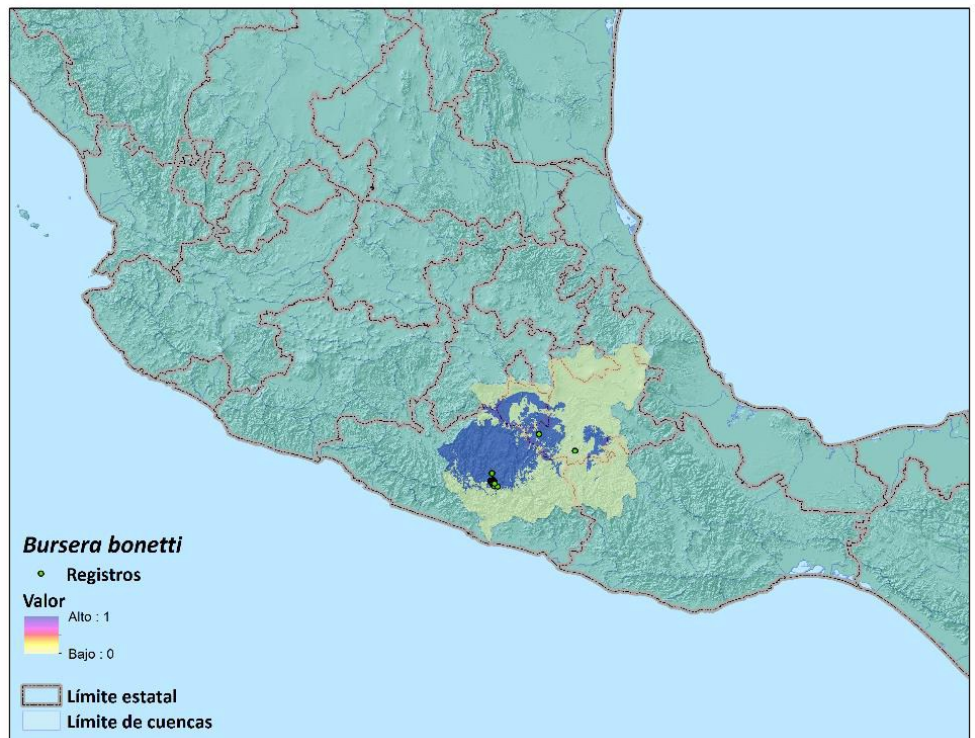 Bursera bonetti
Registros
Valor
Alto : 1
Bajo : 0
Límite estatal
Límite de cuencas